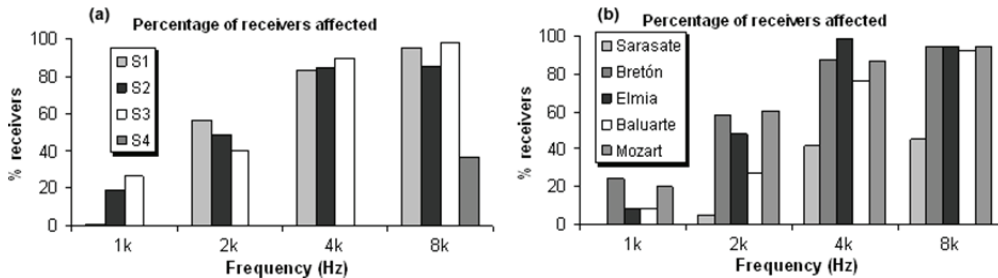 (a)
Percentage of receivers affected
% receivers
100
80
60
40
20
0
S1
S2
S3
S4
1k 2k 4k 8k
Frequency (Hz)
(b)
Percentage of receivers affected
% receivers
100
80
60
40
20
0
Sarasate
Bretón
Elmia
Baluarte
Mozart
1k 2k 4k 8k
Frequency (Hz)